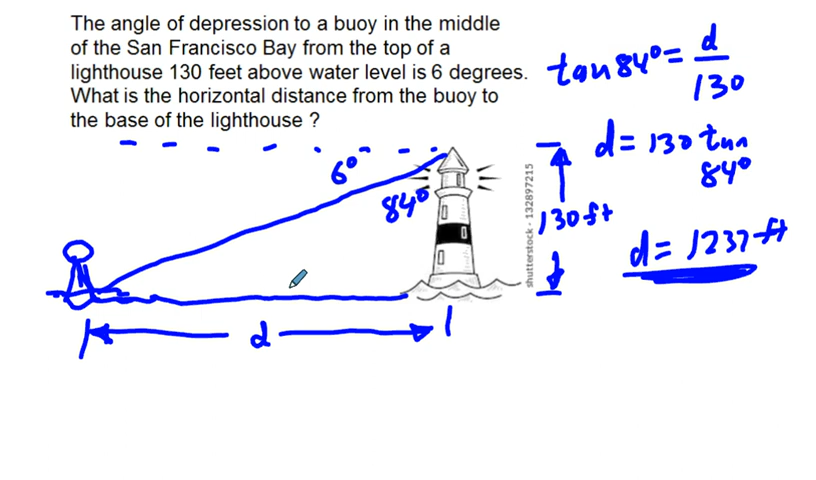 The angle of depression to a buoy in the middle
of the San Francisco Bay from the top of a
lighthouse 130 feet above water level is 6 degrees.
What is the horizontal distance from the buoy to
the base of the lighthouse ?
tan 84° = d/130
d = 130 tan
84°
6°
84°
130 ft
d = 1237 ft
d
shutterstock · 132897215